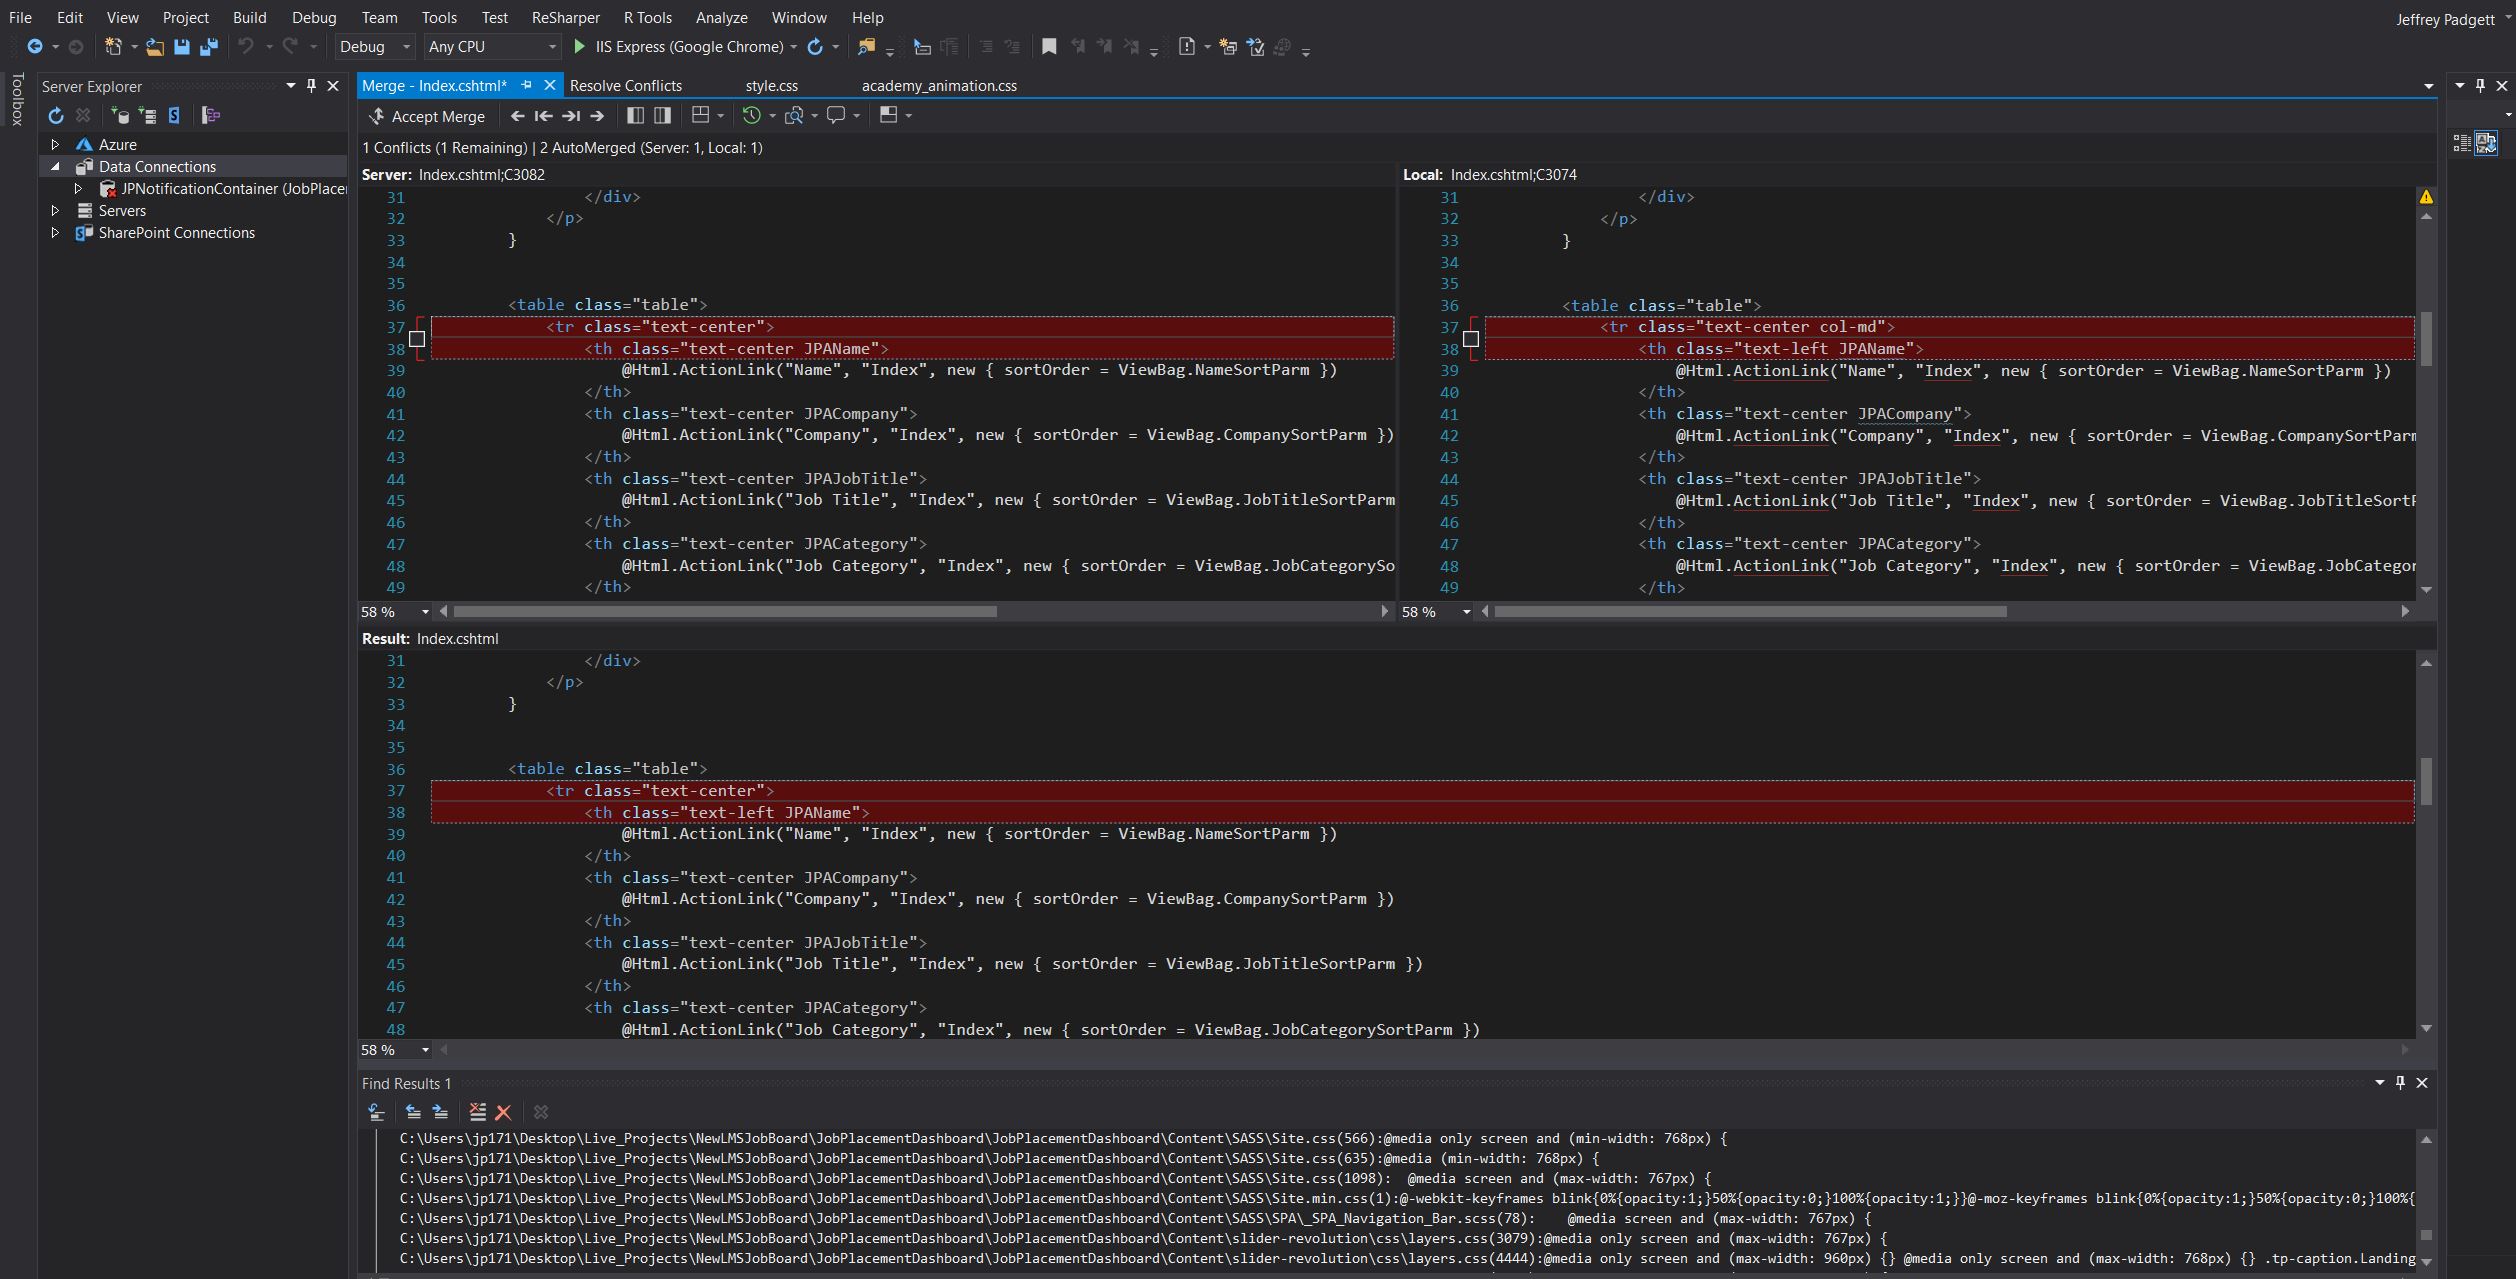 File Edit View Project Build Debug Team Tools Test ReSharper R Tools Analyze Window Help
Jeffrey Padgett
Debug Any CPU IIS Express (Google Chrome)
Toolbox
Server Explorer
Azure
Data Connections
JPNotificationContainer (JobPlacer
Servers
SharePoint Connections
Merge - Index.cshtml* Resolve Conflicts style.css academy_animation.css
Accept Merge
1 Conflicts (1 Remaining) | 2 AutoMerged (Server: 1, Local: 1)
Server: Index.cshtml;C3082
31 </div>
32 </p>
33 }
34
35
36 <table class="table">
37 <tr class="text-center">
38 <th class="text-center JPAName">
39 @Html.ActionLink("Name", "Index", new { sortOrder = ViewBag.NameSortParm })
40 </th>
41 <th class="text-center JPACompany">
42 @Html.ActionLink("Company", "Index", new { sortOrder = ViewBag.CompanySortParm })
43 </th>
44 <th class="text-center JPAJobTitle">
45 @Html.ActionLink("Job Title", "Index", new { sortOrder = ViewBag.JobTitleSortParm
46 </th>
47 <th class="text-center JPACategory">
48 @Html.ActionLink("Job Category", "Index", new { sortOrder = ViewBag.JobCategorySo
49 </th>
58 %
Local: Index.cshtml;C3074
31 </div>
32 </p>
33 }
34
35
36 <table class="table">
37 <tr class="text-center col-md">
38 <th class="text-left JPAName">
39 @Html.ActionLink("Name", "Index", new { sortOrder = ViewBag.NameSortParm })
40 </th>
41 <th class="text-center JPACompany">
42 @Html.ActionLink("Company", "Index", new { sortOrder = ViewBag.CompanySortParm
43 </th>
44 <th class="text-center JPAJobTitle">
45 @Html.ActionLink("Job Title", "Index", new { sortOrder = ViewBag.JobTitleSortP
46 </th>
47 <th class="text-center JPACategory">
48 @Html.ActionLink("Job Category", "Index", new { sortOrder = ViewBag.JobCategor
49 </th>
58 %
Result: Index.cshtml
31 </div>
32 </p>
33 }
34
35
36 <table class="table">
37 <tr class="text-center">
38 <th class="text-left JPAName">
39 @Html.ActionLink("Name", "Index", new { sortOrder = ViewBag.NameSortParm })
40 </th>
41 <th class="text-center JPACompany">
42 @Html.ActionLink("Company", "Index", new { sortOrder = ViewBag.CompanySortParm })
43 </th>
44 <th class="text-center JPAJobTitle">
45 @Html.ActionLink("Job Title", "Index", new { sortOrder = ViewBag.JobTitleSortParm })
46 </th>
47 <th class="text-center JPACategory">
48 @Html.ActionLink("Job Category", "Index", new { sortOrder = ViewBag.JobCategorySortParm })
58 %
Find Results 1
C:\Users\jp171\Desktop\Live_Projects\NewLMSJobBoard\JobPlacementDashboard\JobPlacementDashboard\Content\SASS\Site.css(566):@media only screen and (min-width: 768px) {
C:\Users\jp171\Desktop\Live_Projects\NewLMSJobBoard\JobPlacementDashboard\JobPlacementDashboard\Content\SASS\Site.css(635):@media (min-width: 768px) {
C:\Users\jp171\Desktop\Live_Projects\NewLMSJobBoard\JobPlacementDashboard\JobPlacementDashboard\Content\SASS\Site.css(1098): @media screen and (max-width: 767px) {
C:\Users\jp171\Desktop\Live_Projects\NewLMSJobBoard\JobPlacementDashboard\JobPlacementDashboard\Content\SASS\Site.min.css(1):@-webkit-keyframes blink{0%{opacity:1;}50%{opacity:0;}100%{opacity:1;}}@-moz-keyframes blink{0%{opacity:1;}50%{opacity:0;}100%{
C:\Users\jp171\Desktop\Live_Projects\NewLMSJobBoard\JobPlacementDashboard\JobPlacementDashboard\Content\SASS\SPA\_SPA_Navigation_Bar.scss(78): @media screen and (max-width: 767px) {
C:\Users\jp171\Desktop\Live_Projects\NewLMSJobBoard\JobPlacementDashboard\JobPlacementDashboard\Content\slider-revolution\css\layers.css(3079):@media only screen and (max-width: 767px) {
C:\Users\jp171\Desktop\Live_Projects\NewLMSJobBoard\JobPlacementDashboard\JobPlacementDashboard\Content\slider-revolution\css\layers.css(4444):@media only screen and (max-width: 960px) {} @media only screen and (max-width: 768px) {} .tp-caption.Landing